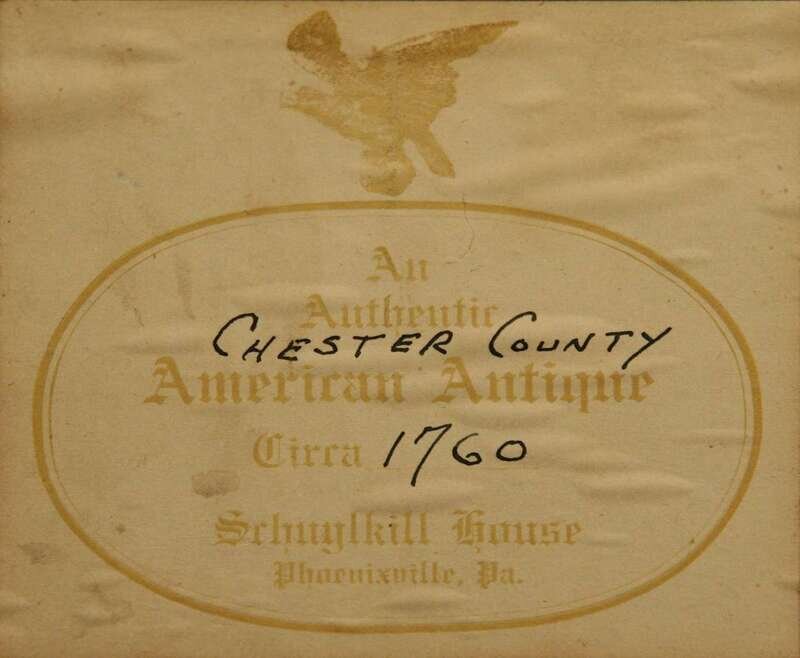 An
Authentic
CHESTER COUNTY
American Antique
Circa 1760
Schuylkill House
Phoenixville, Pa.